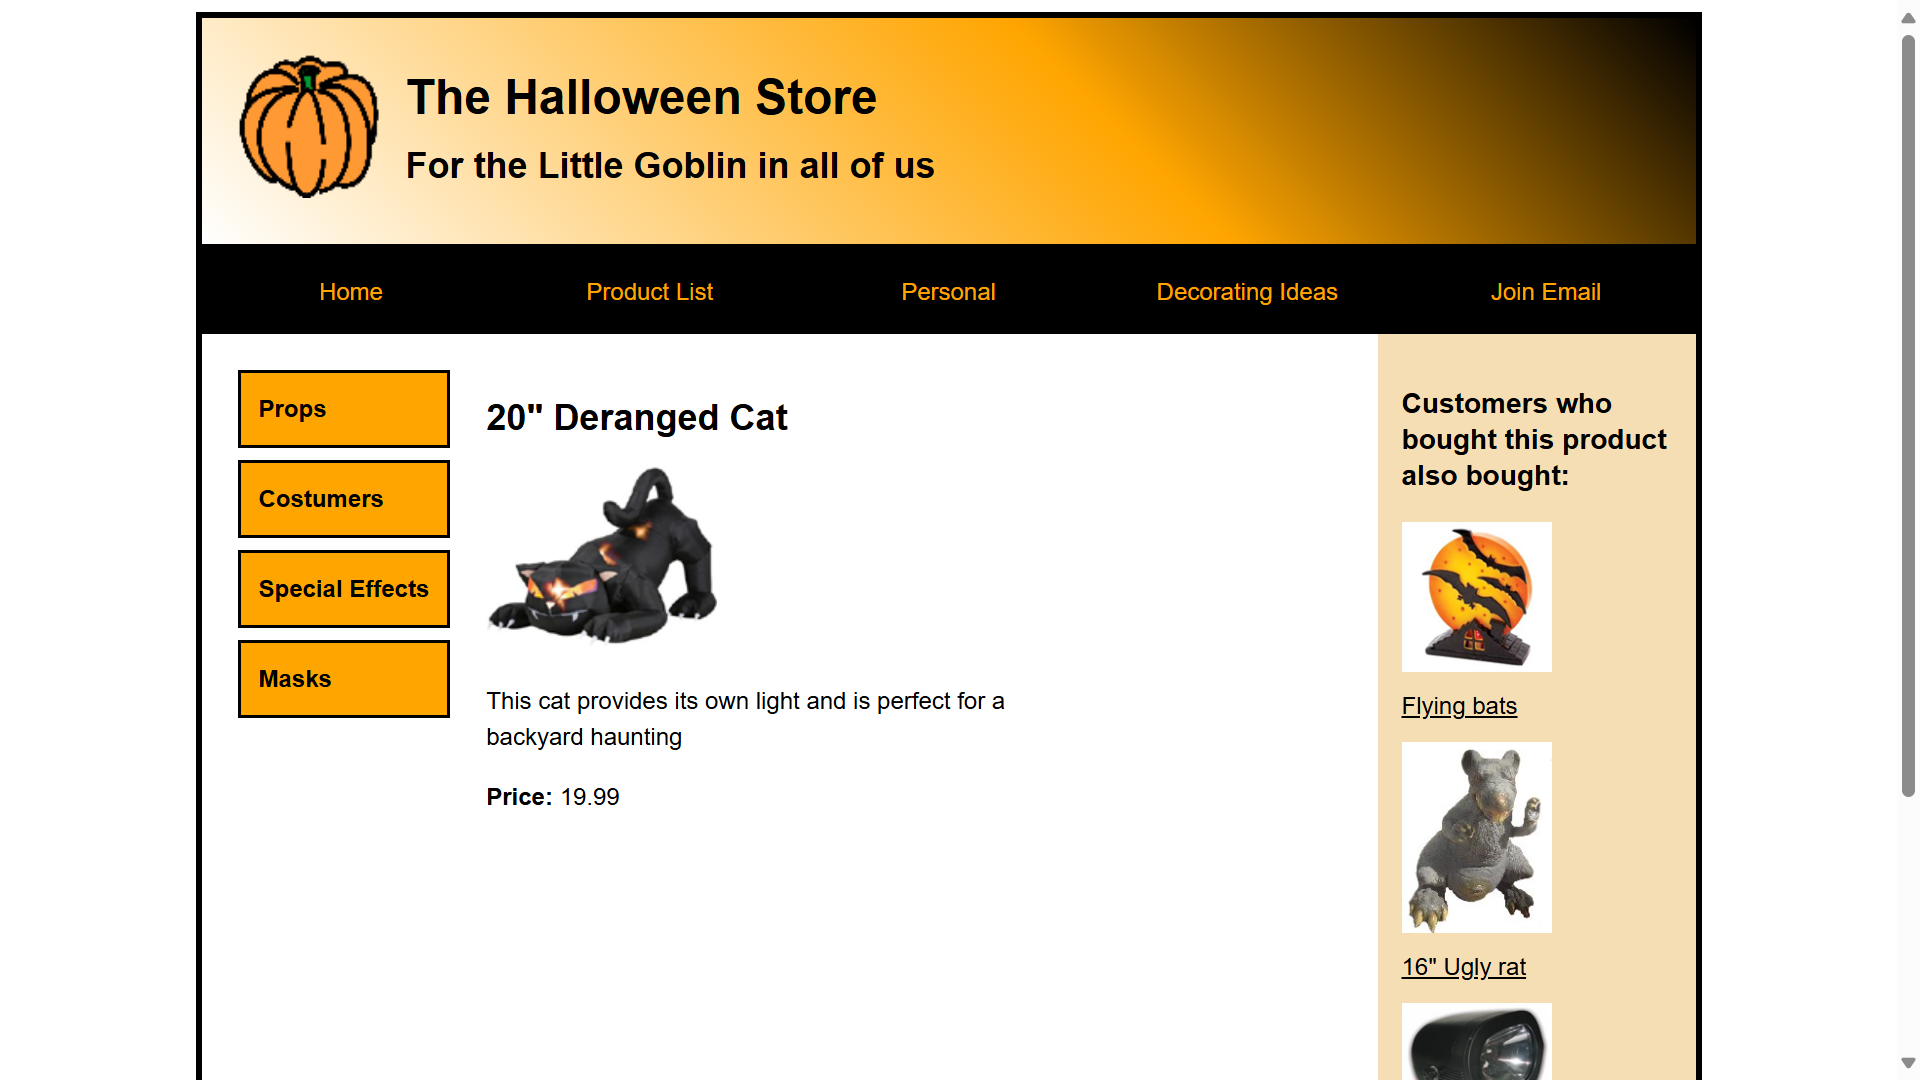 The Halloween Store
For the Little Goblin in all of us
Home
Product List
Personal
Decorating Ideas
Join Email
Props
Costumers
Special Effects
Masks
20" Deranged Cat
This cat provides its own light and is perfect for a
backyard haunting
Price: 19.99
Customers who
bought this product
also bought:
Flying bats
16" Ugly rat